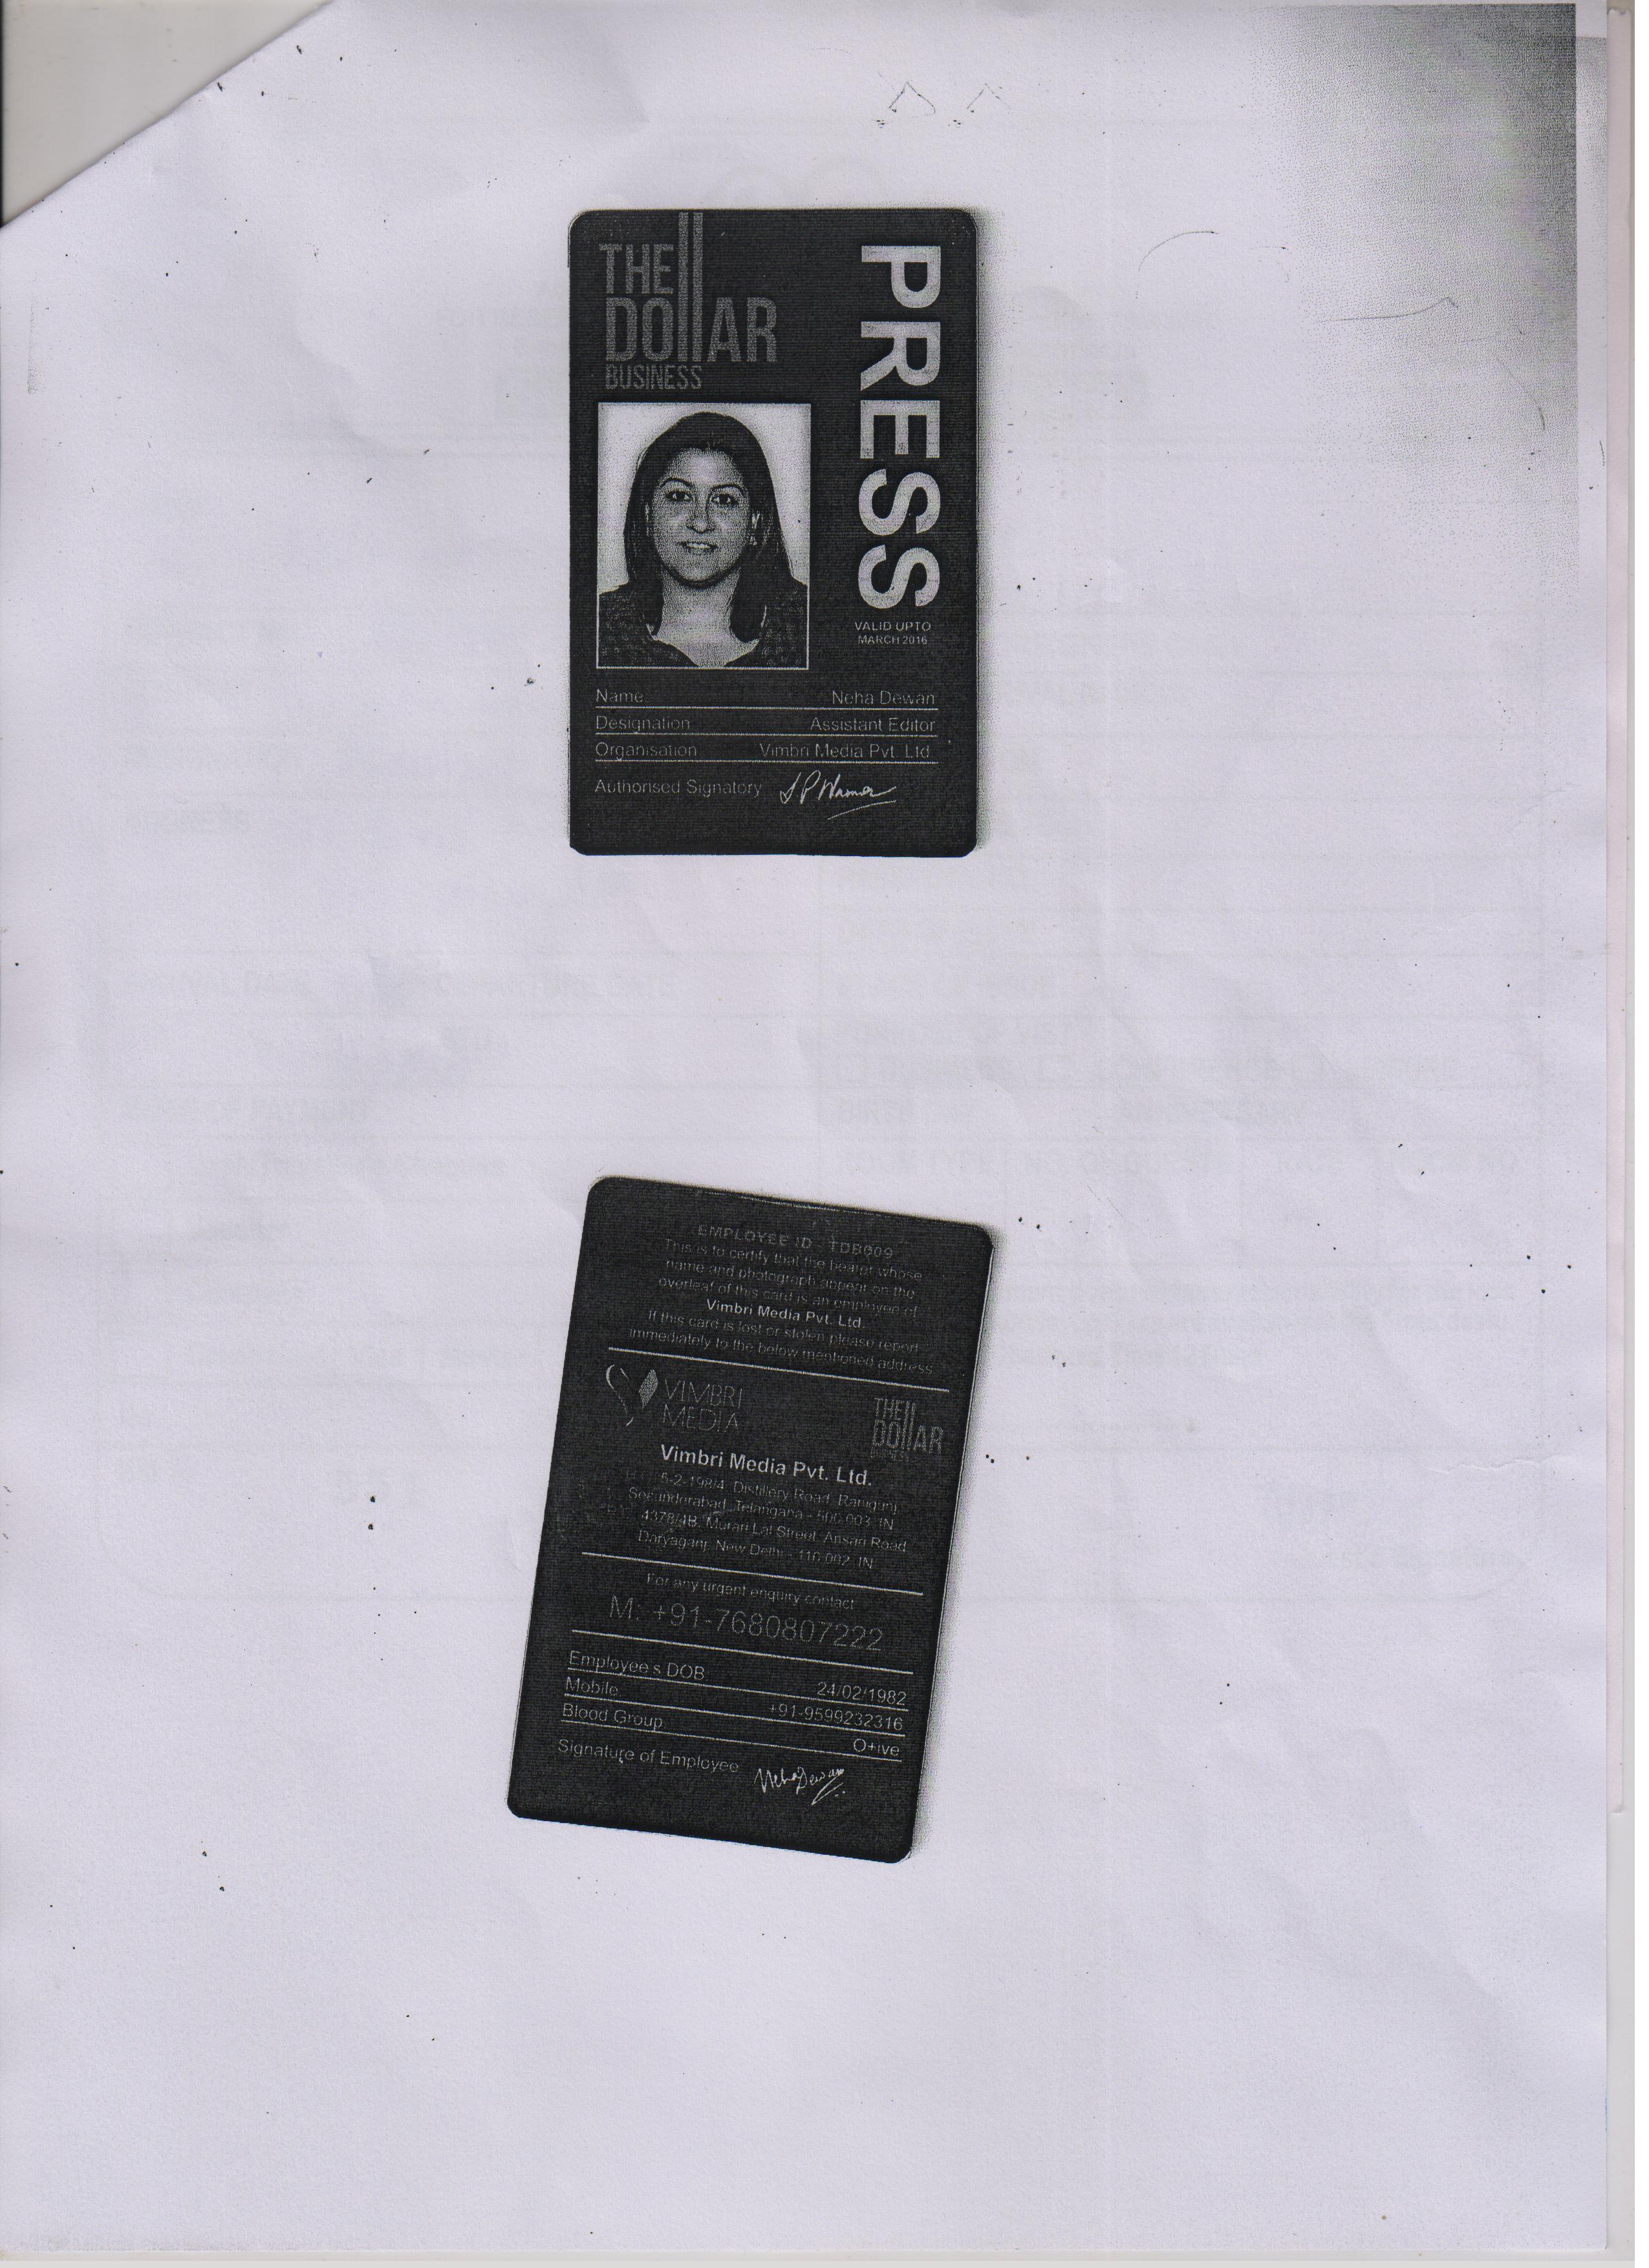 THE
DOllAR
BUSINESS
PRESS
VALID UPTO
MARCH 2016
Name Neha Dewan
Designation Assistant Editor
Organisation Vimbri Media Pvt. Ltd.
Authorised Signatory
EMPLOYEE ID : TDB009
This is to certify that the bearer whose
name and photograph appear on the
overleaf of this card is an employee of
Vimbri Media Pvt. Ltd.
If this card is lost or stolen please report
immediately to the below mentioned address
VIMBRI
MEDIA
THE
DOllAR
BUSINESS
Vimbri Media Pvt. Ltd.
5-2-198/4, Distillery Road, Ranigunj,
Secunderabad, Telangana - 500 003, IN
4378/4B, Murari Lal Street, Ansari Road,
Daryaganj, New Delhi - 110 002, IN
For any urgent enquiry contact
M: +91-7680807222
Employee's DOB 24/02/1982
Mobile +91-9599232316
Blood Group O+ive
Signature of Employee Neha Dewan